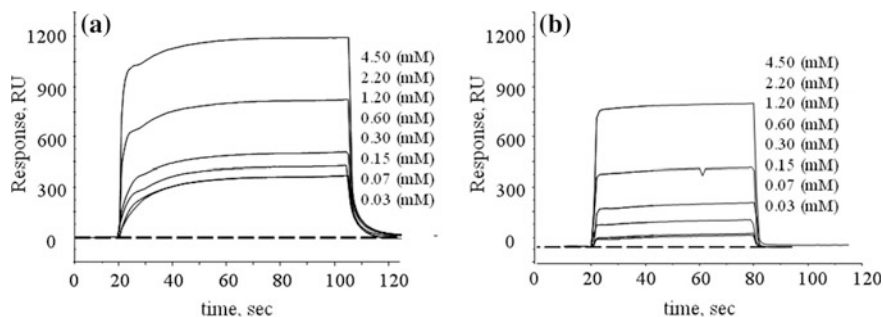 (a)
1200
900
600
300
0
Response, RU
4.50 (mM)
2.20 (mM)
1.20 (mM)
0.60 (mM)
0.30 (mM)
0.15 (mM)
0.07 (mM)
0.03 (mM)
0 20 40 60 80 100 120
time, sec
(b)
1200
900
600
300
0
Response, RU
4.50 (mM)
2.20 (mM)
1.20 (mM)
0.60 (mM)
0.30 (mM)
0.15 (mM)
0.07 (mM)
0.03 (mM)
0 20 40 60 80 100 120
time, sec